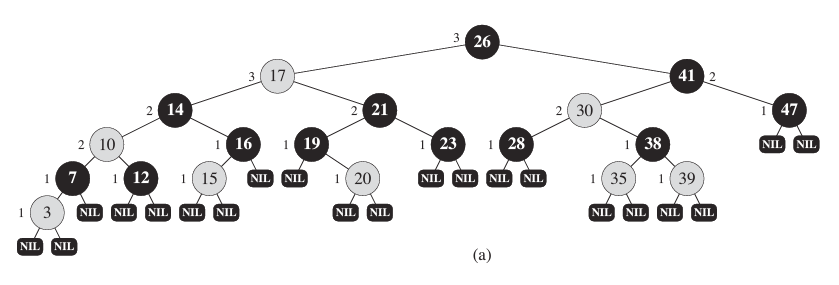 3 26
3 17 41 2
2 14 2 21 2 30 1 47
2 10 1 16 1 19 1 23 1 28 1 38 NIL NIL
1 7 1 12 1 15 NIL NIL 1 20 NIL NIL NIL NIL 1 35 1 39
1 3 NIL NIL NIL NIL NIL NIL NIL NIL NIL NIL NIL
NIL NIL
(a)